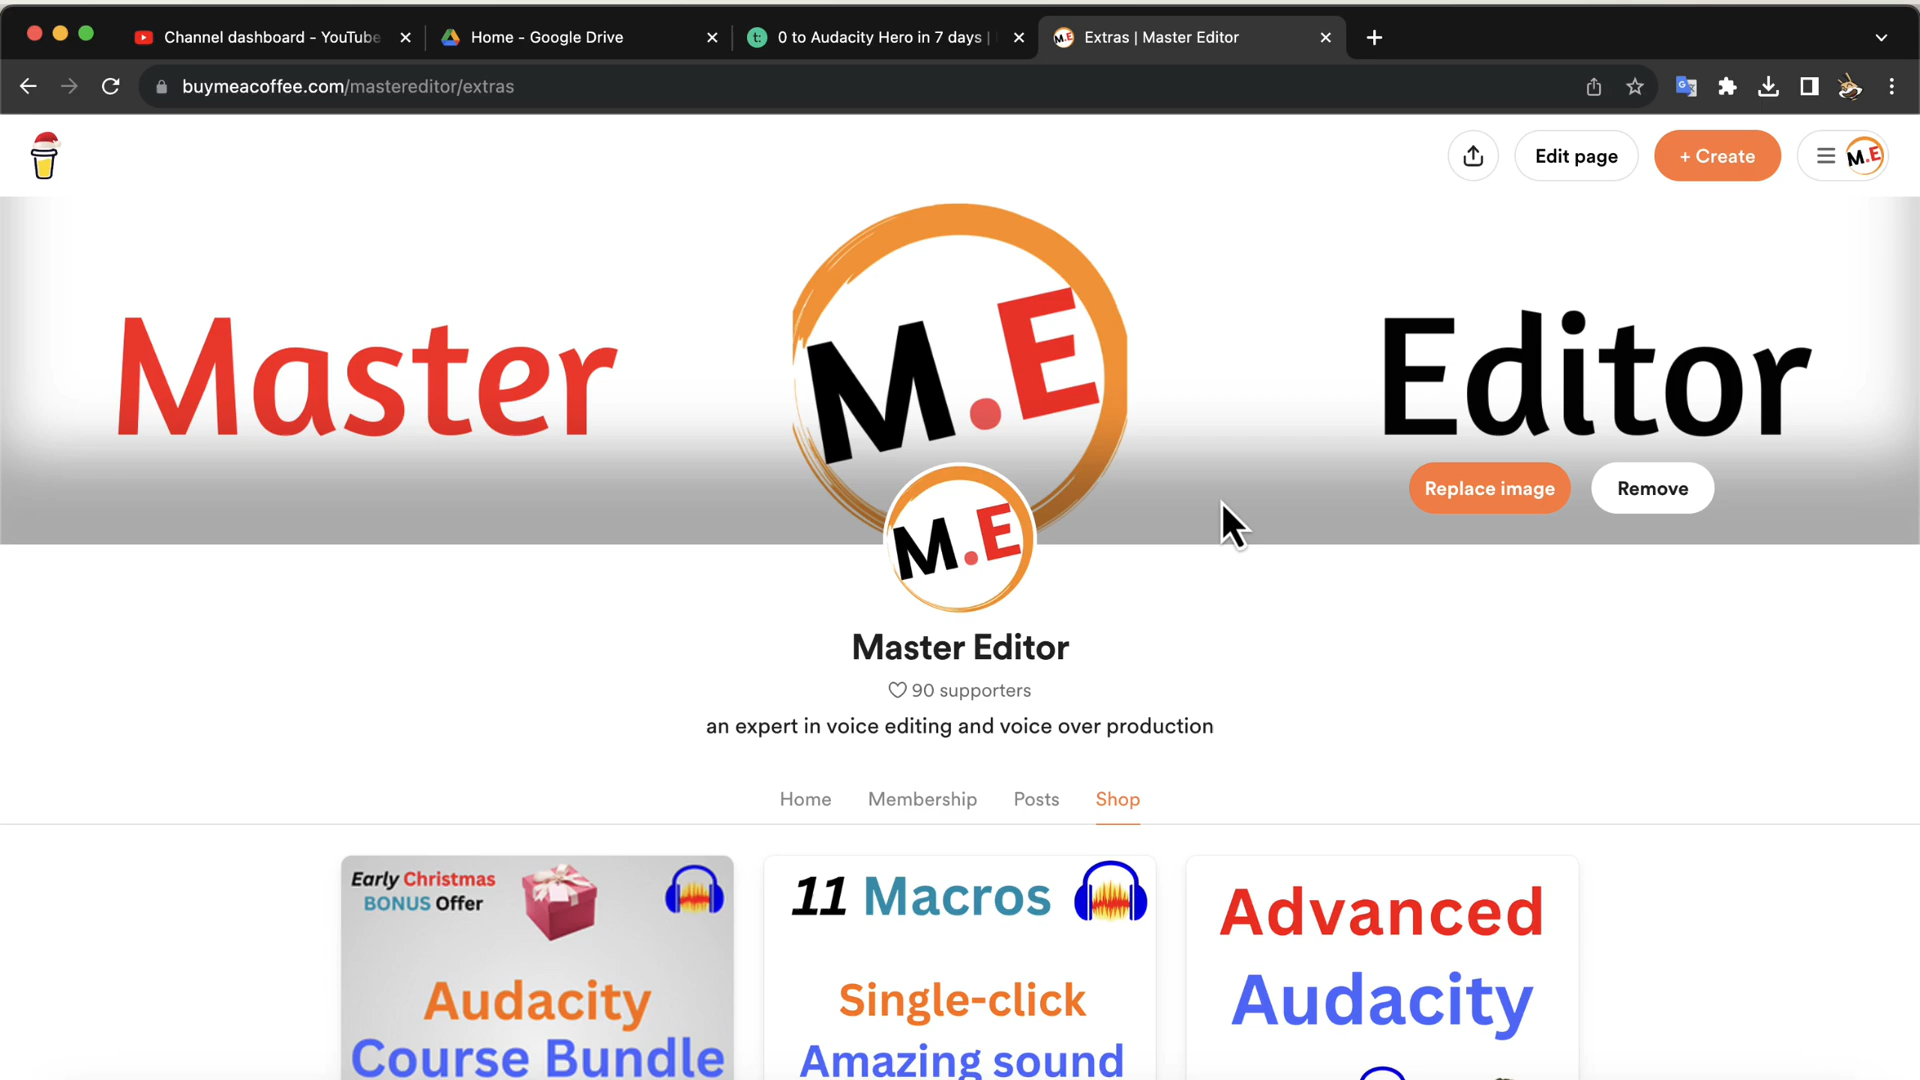 Channel dashboard - YouTube
Home - Google Drive
0 to Audacity Hero in 7 days |
M.E
Extras | Master Editor
buymeacoffee.com/mastereditor/extras
Edit page
+ Create
M.E
Master
M.E
Editor
Replace image
Remove
M.E
Master Editor
90 supporters
an expert in voice editing and voice over production
Home
Membership
Posts
Shop
Early Christmas
BONUS Offer
Audacity
Course Bundle
11 Macros
Single-click
Amazing sound
Advanced
Audacity